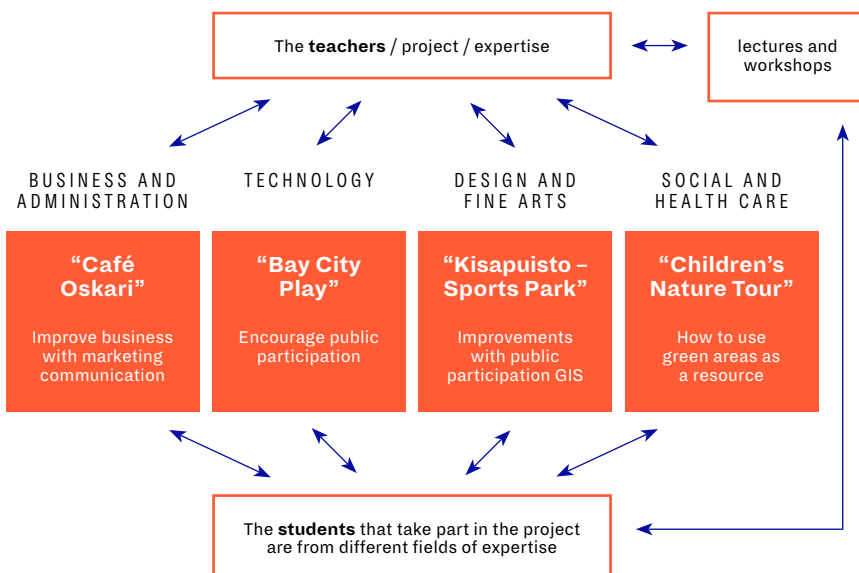 The teachers / project / expertise
lectures and
workshops
BUSINESS AND
ADMINISTRATION
TECHNOLOGY
DESIGN AND
FINE ARTS
SOCIAL AND
HEALTH CARE
“Café
Oskari”
Improve business
with marketing
communication
“Bay City
Play”
Encourage public
participation
“Kisapuisto –
Sports Park”
Improvements
with public
participation GIS
“Children’s
Nature Tour”
How to use
green areas as
a resource
The students that take part in the project
are from different fields of expertise